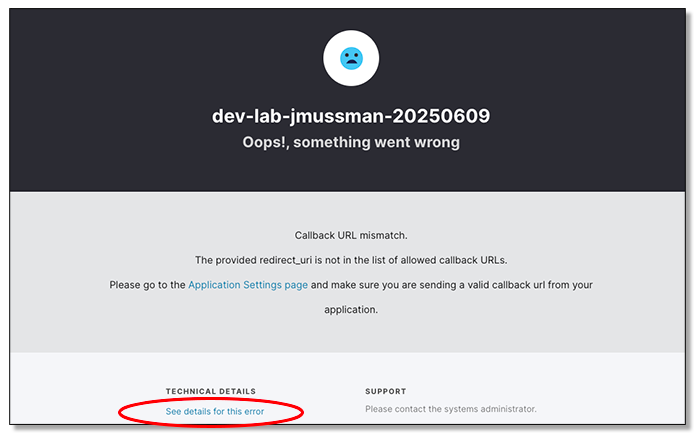 dev-lab-jmussman-20250609
Oops!, something went wrong
Callback URL mismatch.
The provided redirect_uri is not in the list of allowed callback URLs.
Please go to the Application Settings page and make sure you are sending a valid callback url from your
application.
TECHNICAL DETAILS
See details for this error
SUPPORT
Please contact the systems administrator.